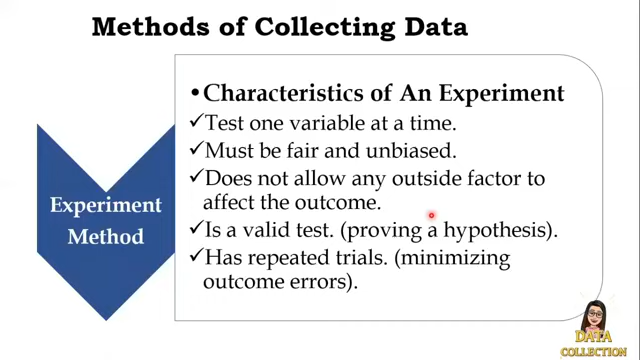 Methods of Collecting Data
•Characteristics of An Experiment
✓Test one variable at a time.
✓Must be fair and unbiased.
✓Does not allow any outside factor to
affect the outcome.
✓Is a valid test. (proving a hypothesis).
✓Has repeated trials. (minimizing
outcome errors).
Experiment
Method
DATA
COLLECTION